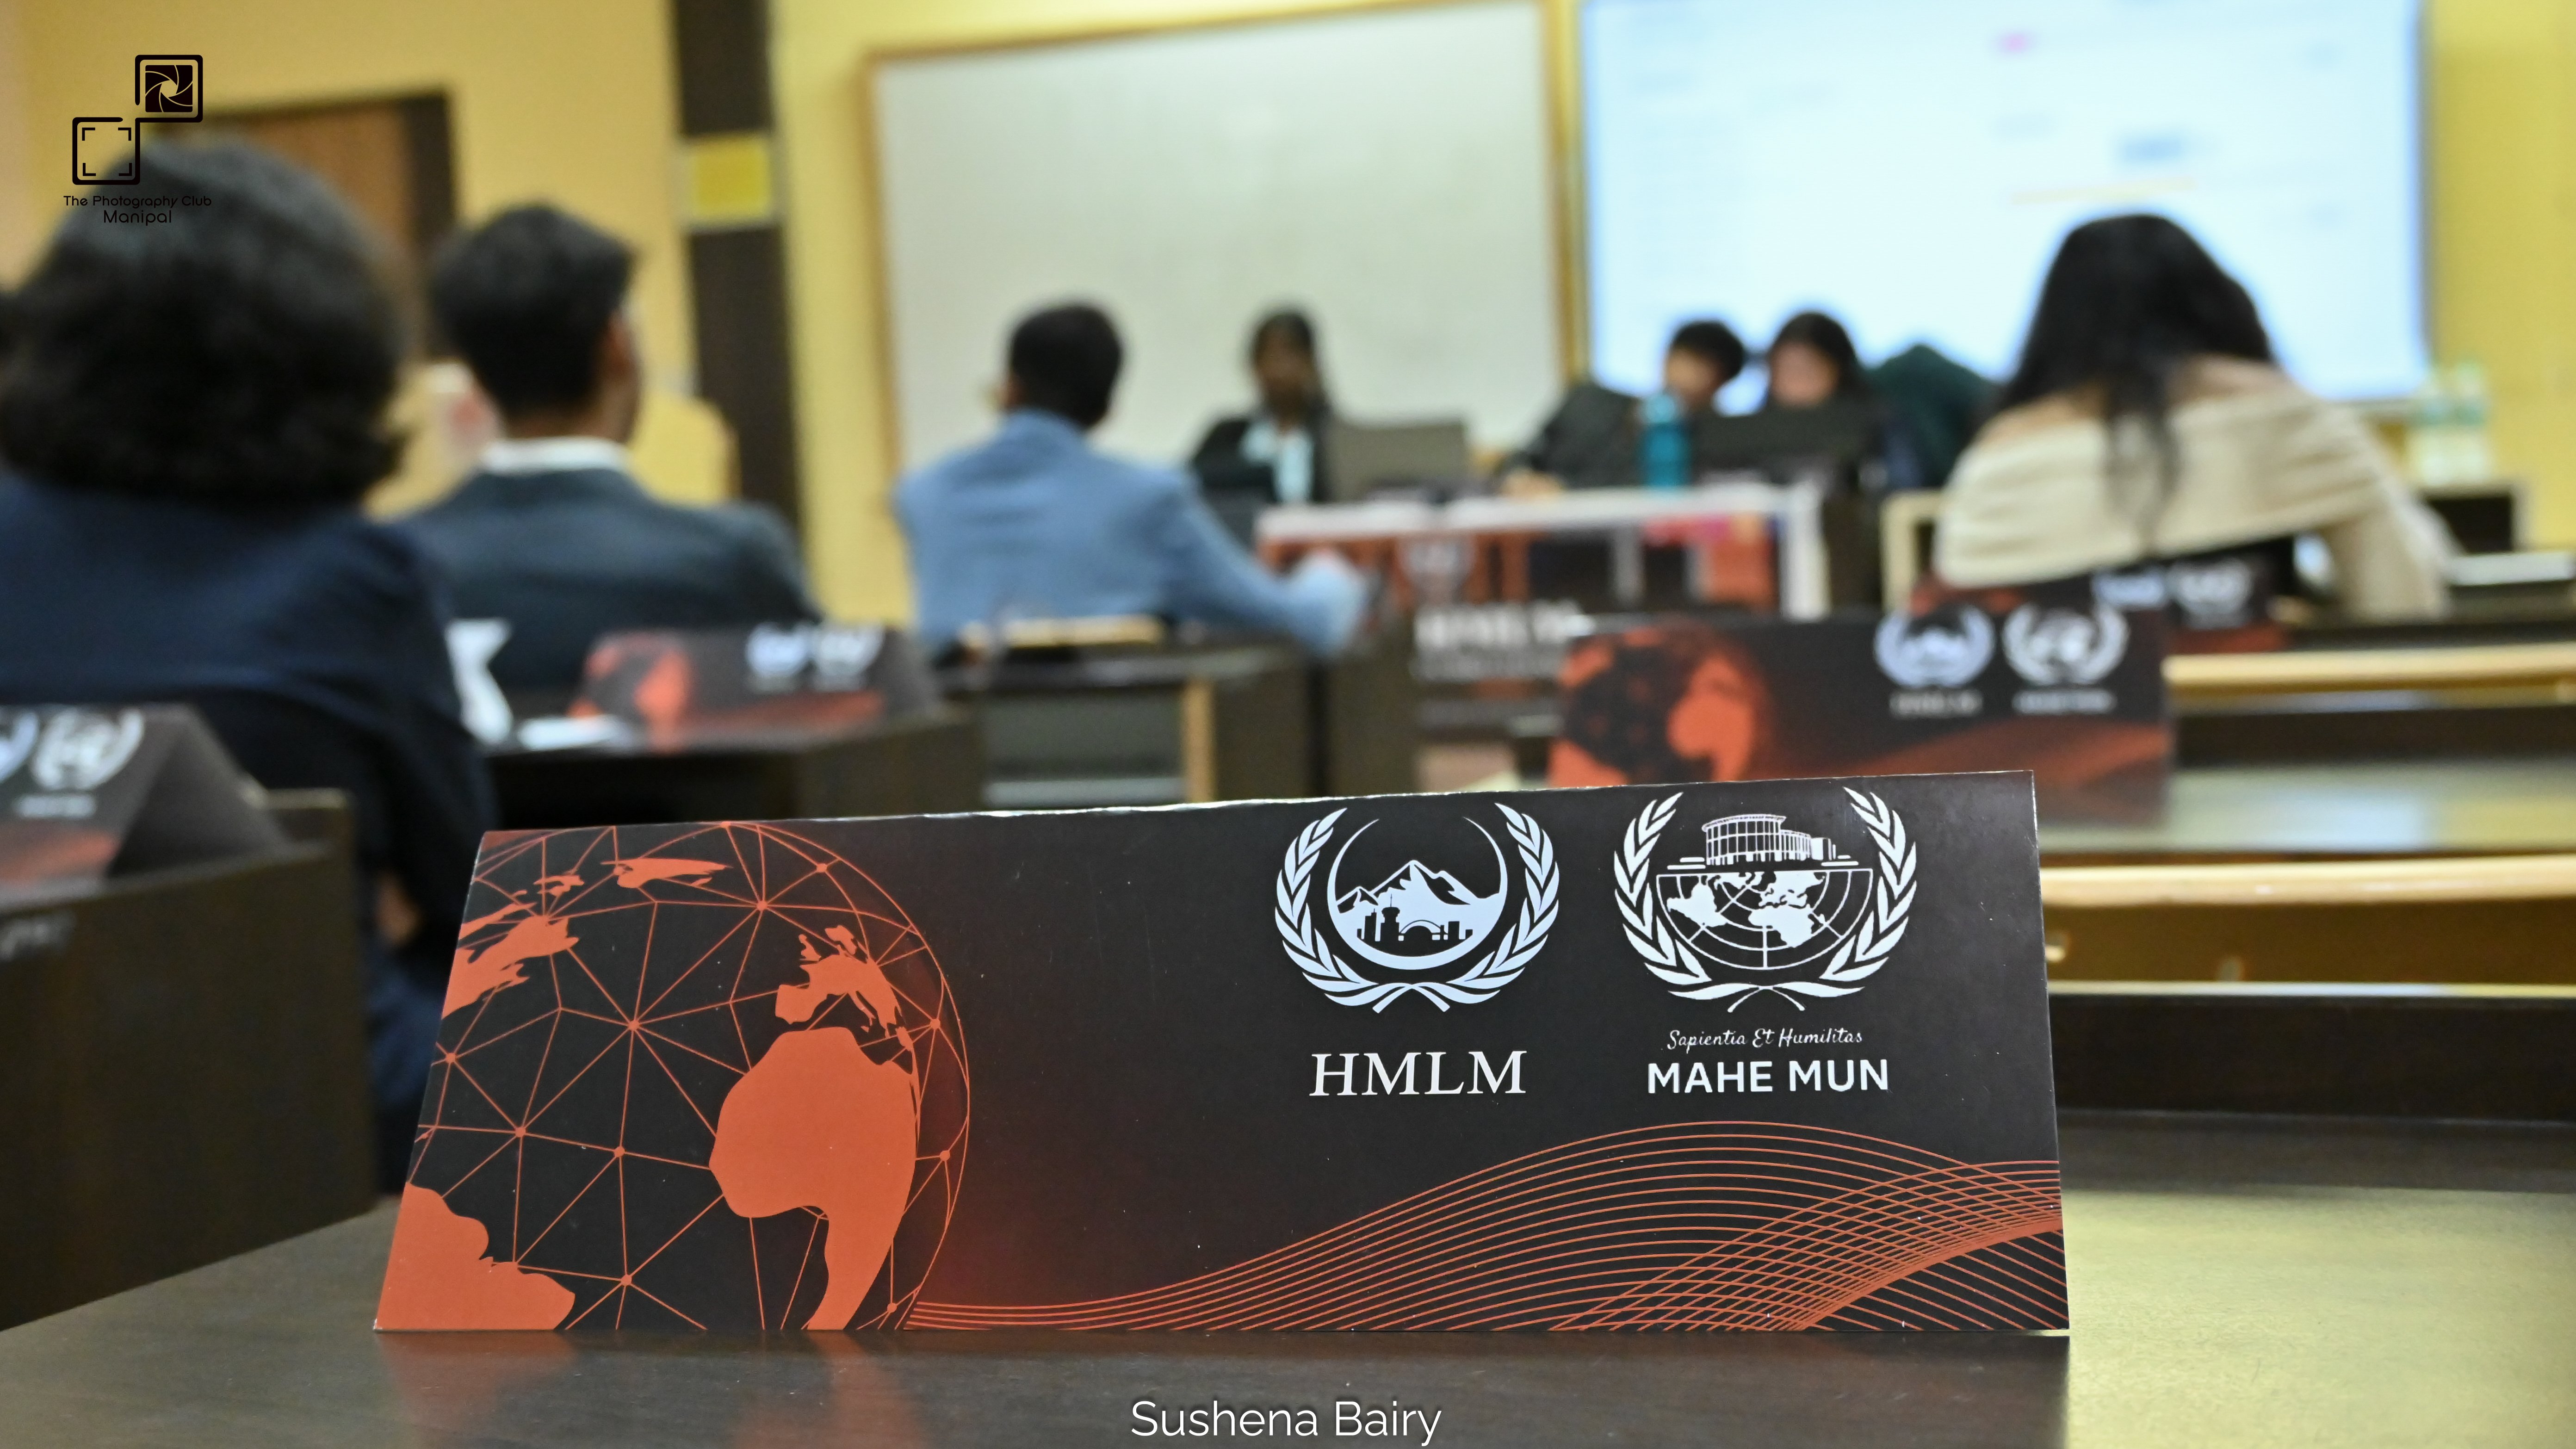 The Photography Club
Manipal
HMLM
Sapientia Et Humilitas
MAHE MUN
Sushena Bairy